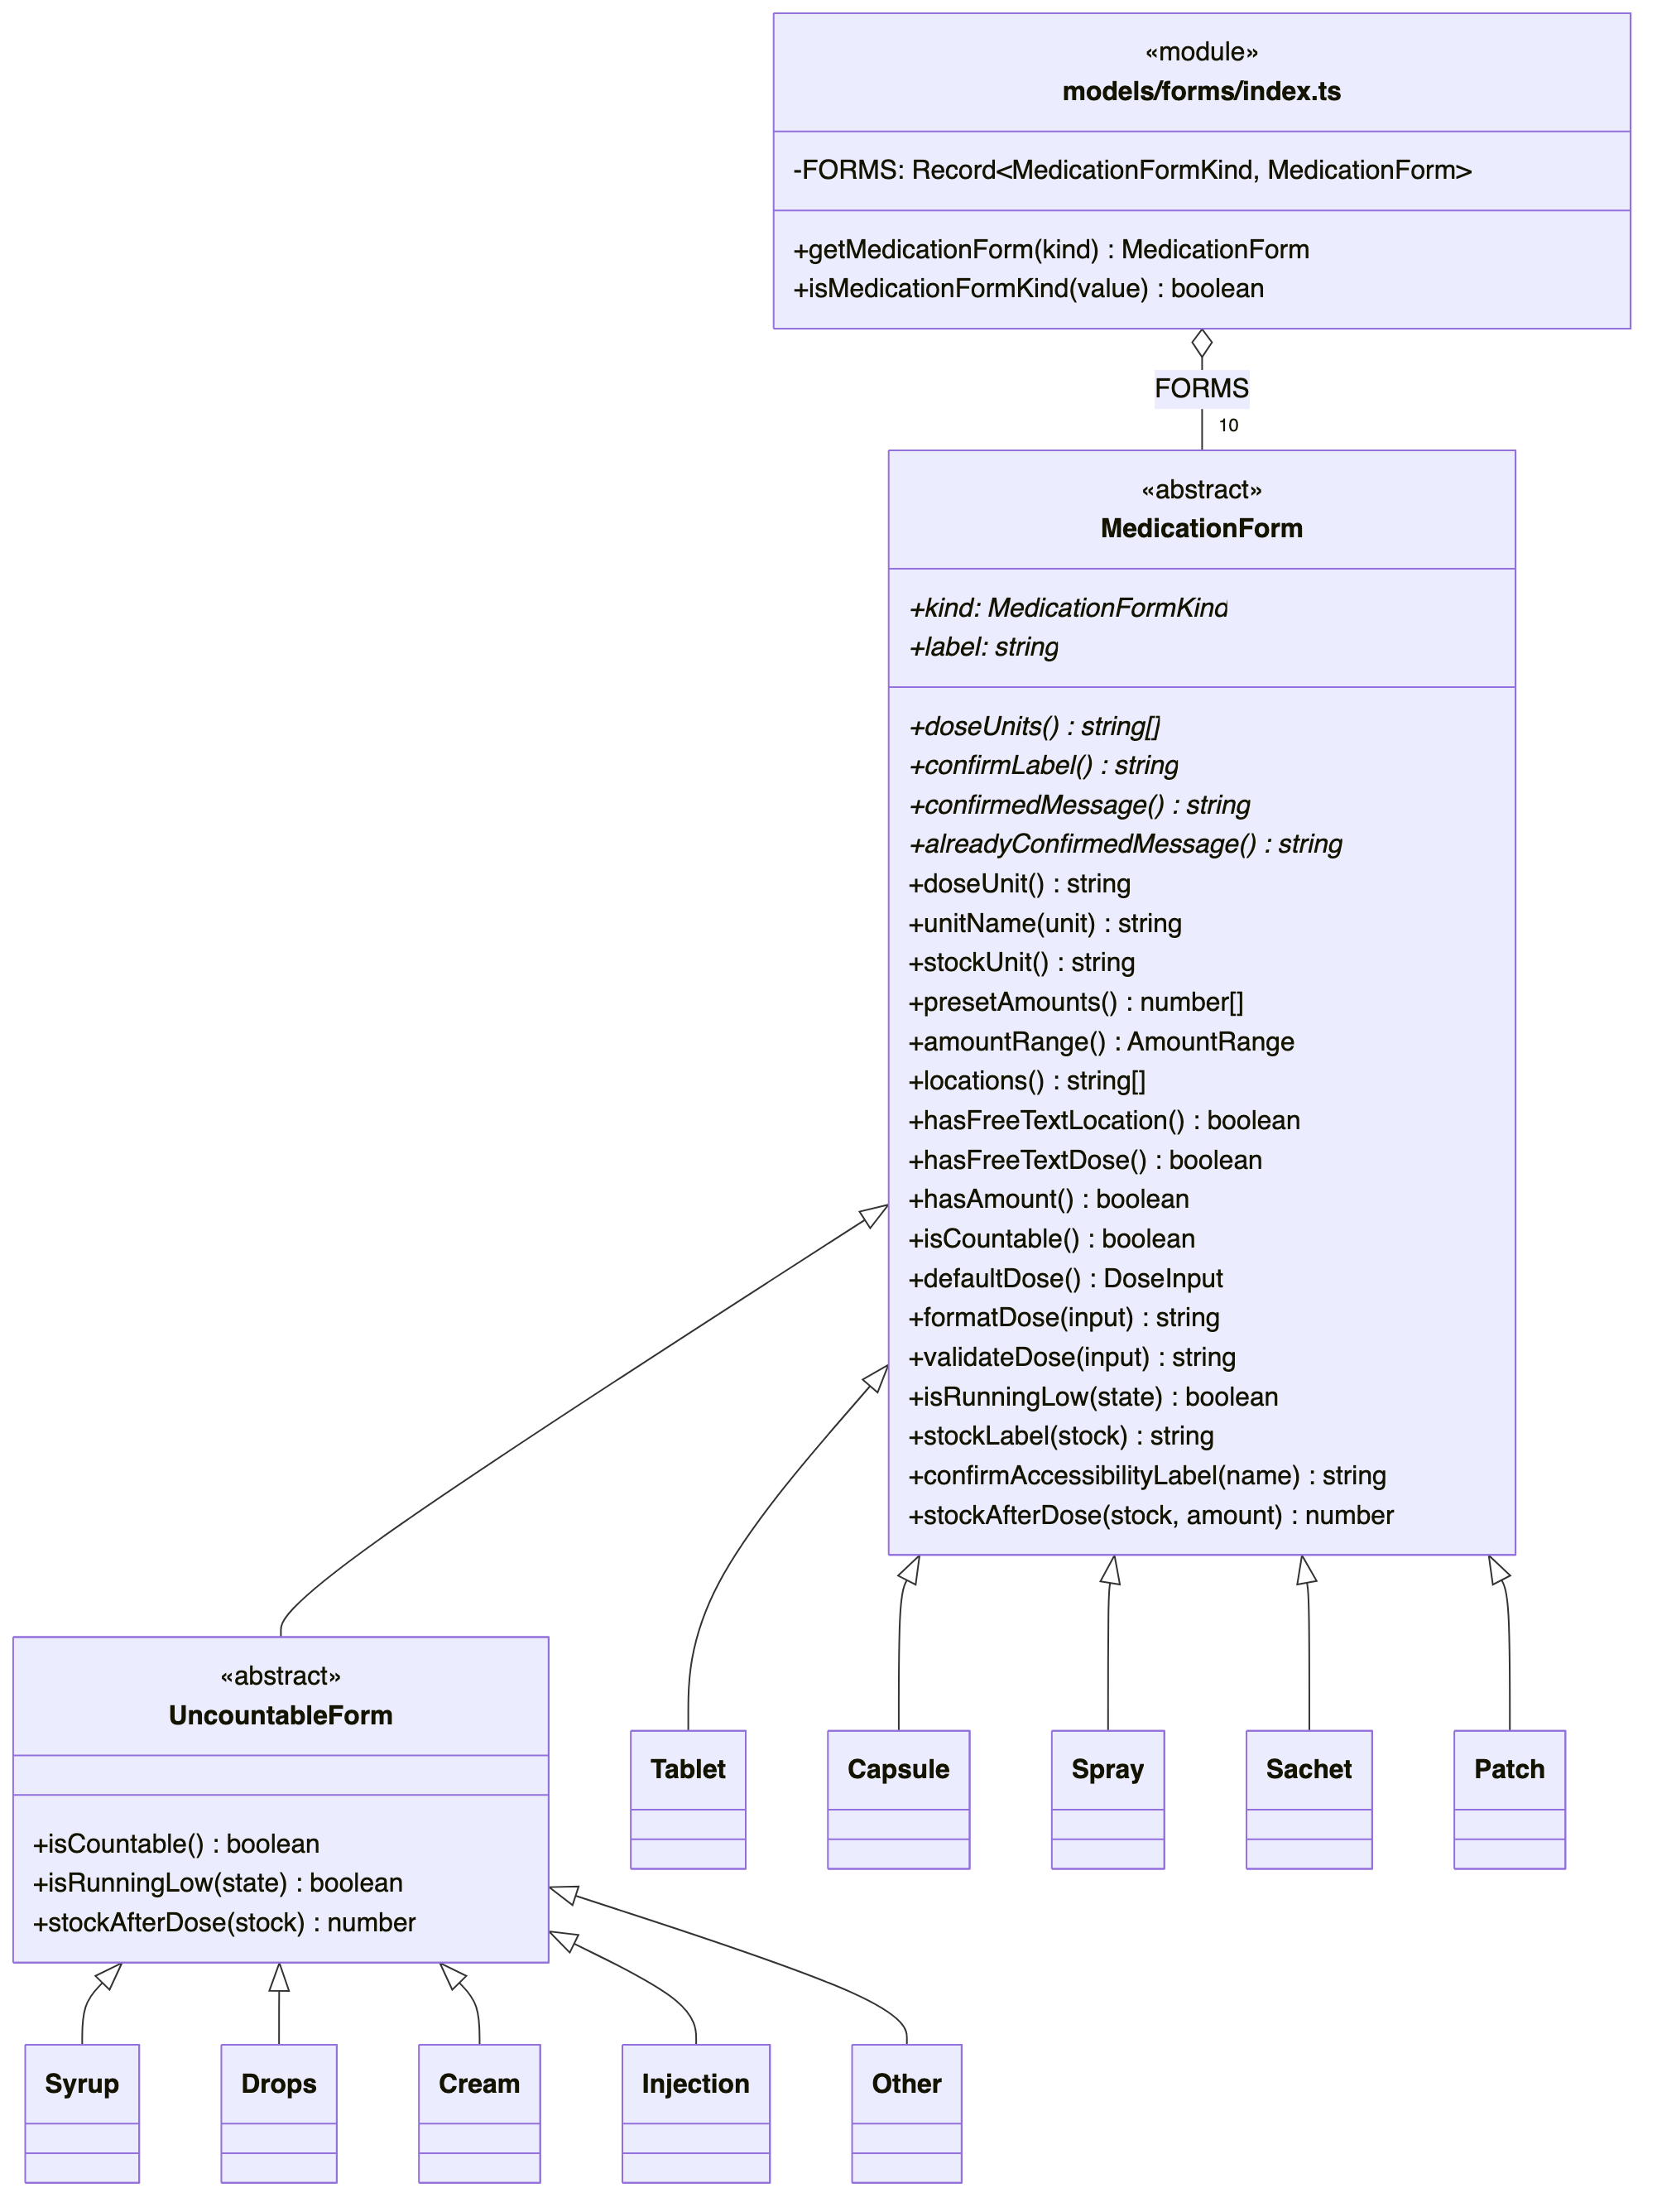 «module»
models/forms/index.ts
-FORMS: Record<MedicationFormKind, MedicationForm>
+getMedicationForm(kind) : MedicationForm
+isMedicationFormKind(value) : boolean
FORMS
10
«abstract»
MedicationForm
+kind: MedicationFormKind
+label: string
+doseUnits() : string[]
+confirmLabel() : string
+confirmedMessage() : string
+alreadyConfirmedMessage() : string
+doseUnit() : string
+unitName(unit) : string
+stockUnit() : string
+presetAmounts() : number[]
+amountRange() : AmountRange
+locations() : string[]
+hasFreeTextLocation() : boolean
+hasFreeTextDose() : boolean
+hasAmount() : boolean
+isCountable() : boolean
+defaultDose() : DoseInput
+formatDose(input) : string
+validateDose(input) : string
+isRunningLow(state) : boolean
+stockLabel(stock) : string
+confirmAccessibilityLabel(name) : string
+stockAfterDose(stock, amount) : number
«abstract»
UncountableForm
+isCountable() : boolean
+isRunningLow(state) : boolean
+stockAfterDose(stock) : number
Tablet
Capsule
Spray
Sachet
Patch
Syrup
Drops
Cream
Injection
Other